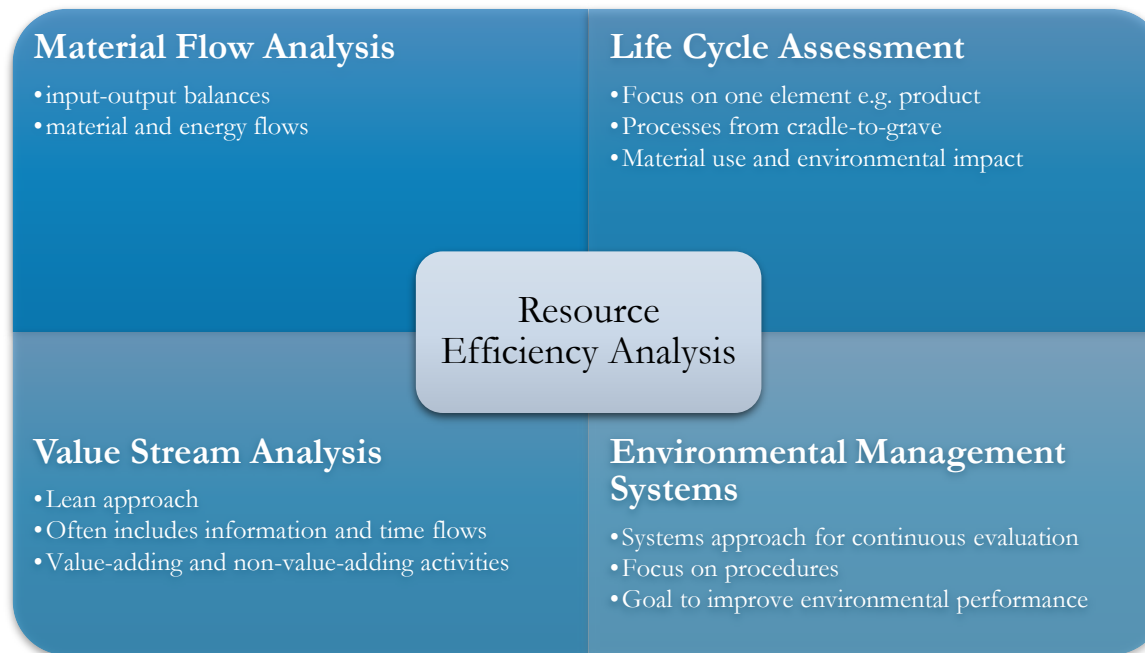 Material Flow Analysis
•input-output balances
•material and energy flows
Life Cycle Assessment
•Focus on one element e.g. product
•Processes from cradle-to-grave
•Material use and environmental impact
Resource
Efficiency Analysis
Value Stream Analysis
•Lean approach
•Often includes information and time flows
•Value-adding and non-value-adding activities
Environmental Management
Systems
•Systems approach for continuous evaluation
•Focus on procedures
•Goal to improve environmental performance